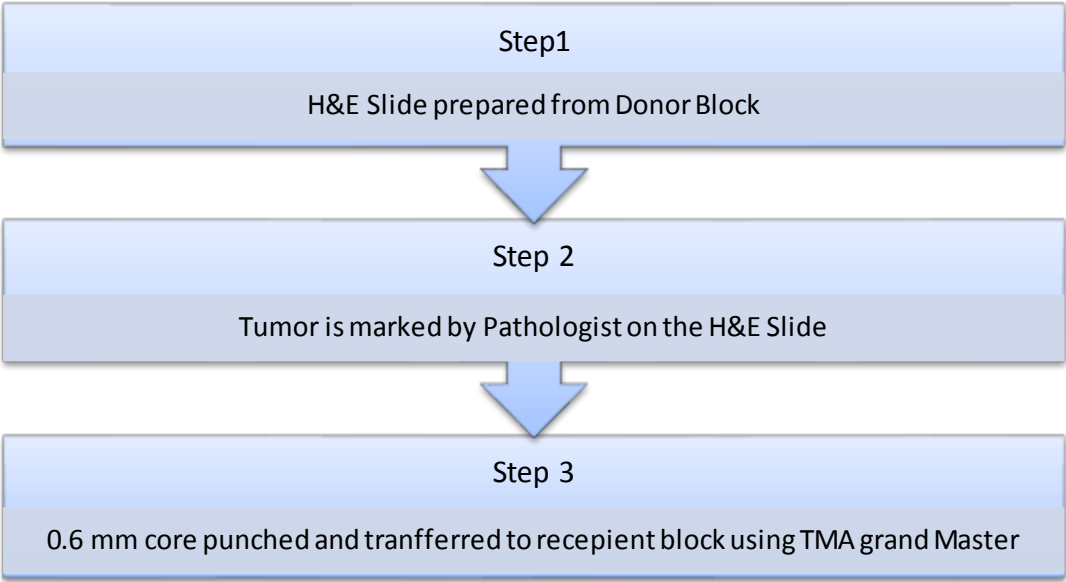 Step1
H&E Slide prepared from Donor Block
Step 2
Tumor is marked by Pathologist on the H&E Slide
Step 3
0.6 mm core punched and tranfferred to recepient block using TMA grand Master